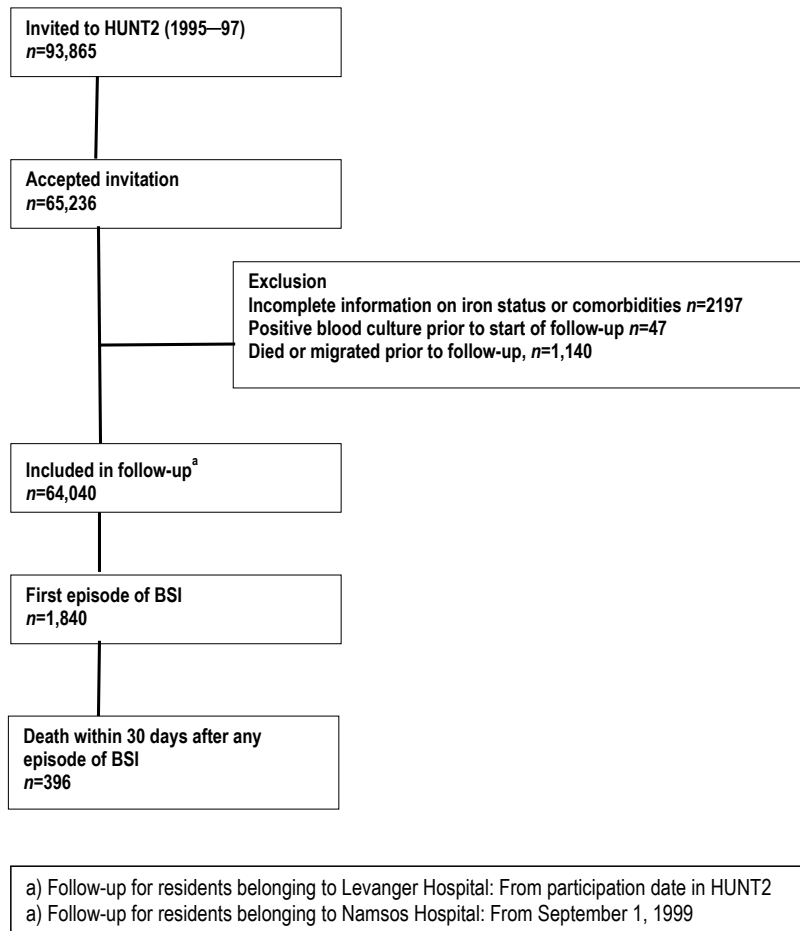 Invited to HUNT2 (1995—97)
n=93,865
Accepted invitation
n=65,236
Exclusion
Incomplete information on iron status or comorbidities n=2197
Positive blood culture prior to start of follow-up n=47
Died or migrated prior to follow-up, n=1,140
Included in follow-upa
n=64,040
First episode of BSI
n=1,840
Death within 30 days after any
episode of BSI
n=396
a) Follow-up for residents belonging to Levanger Hospital: From participation date in HUNT2
a) Follow-up for residents belonging to Namsos Hospital: From September 1, 1999